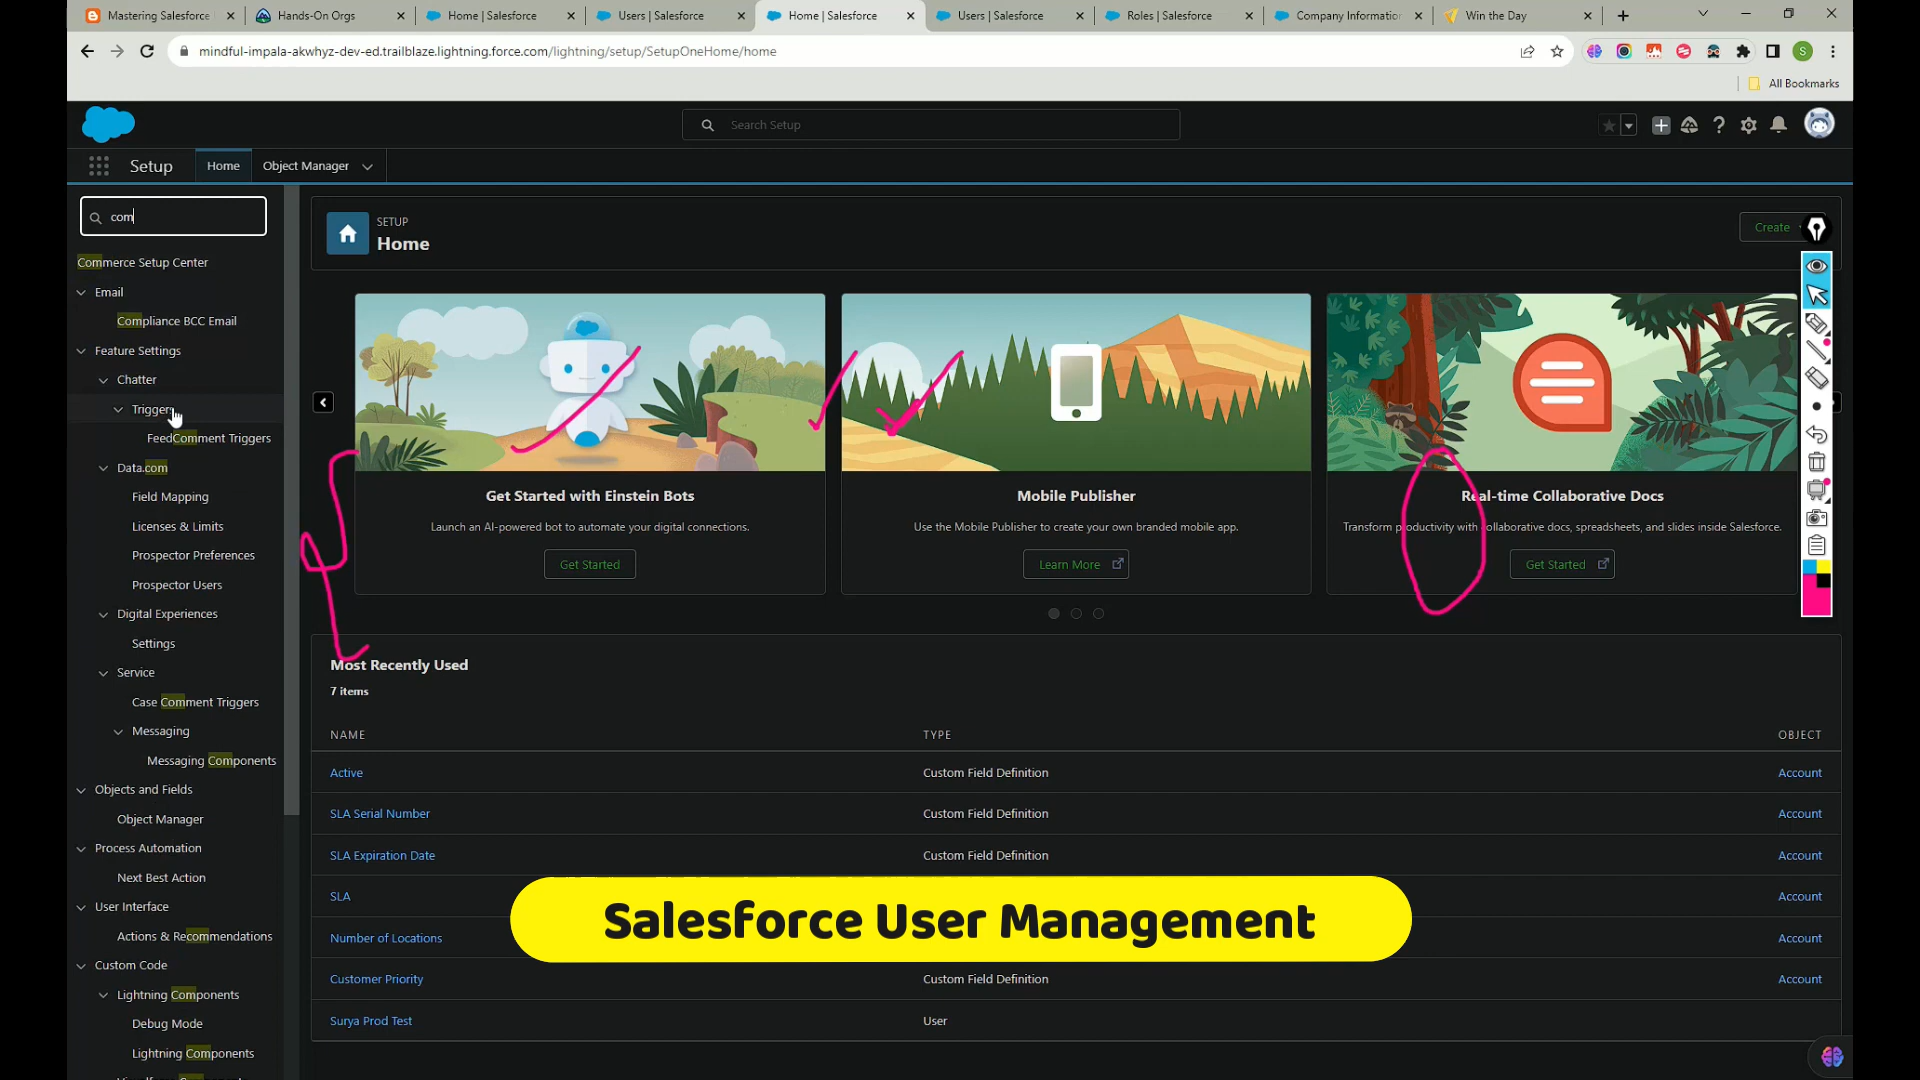 Mastering Salesforce
Hands-On Orgs
Home | Salesforce
Users | Salesforce
Home | Salesforce
Users | Salesforce
Roles | Salesforce
Company Information
Win the Day
mindful-impala-akwhyz-dev-ed.trailblaze.lightning.force.com/lightning/setup/SetupOneHome/home
S
All Bookmarks
Search Setup
Setup
Home
Object Manager
com
Commerce Setup Center
Email
Compliance BCC Email
Feature Settings
Chatter
Triggers
FeedComment Triggers
Data.com
Field Mapping
Licenses & Limits
Prospector Preferences
Prospector Users
Digital Experiences
Settings
Service
Case Comment Triggers
Messaging
Messaging Components
Objects and Fields
Object Manager
Process Automation
Next Best Action
User Interface
Actions & Recommendations
Custom Code
Lightning Components
Debug Mode
Lightning Components
SETUP
Home
Create
Get Started with Einstein Bots
Launch an AI-powered bot to automate your digital connections.
Get Started
Mobile Publisher
Use the Mobile Publisher to create your own branded mobile app.
Learn More
Real-time Collaborative Docs
Transform productivity with collaborative docs, spreadsheets, and slides inside Salesforce.
Get Started
Most Recently Used
7 items
NAME TYPE OBJECT
Active Custom Field Definition Account
SLA Serial Number Custom Field Definition Account
SLA Expiration Date Custom Field Definition Account
SLA Account
Number of Locations Account
Customer Priority Custom Field Definition Account
Surya Prod Test User
Salesforce User Management